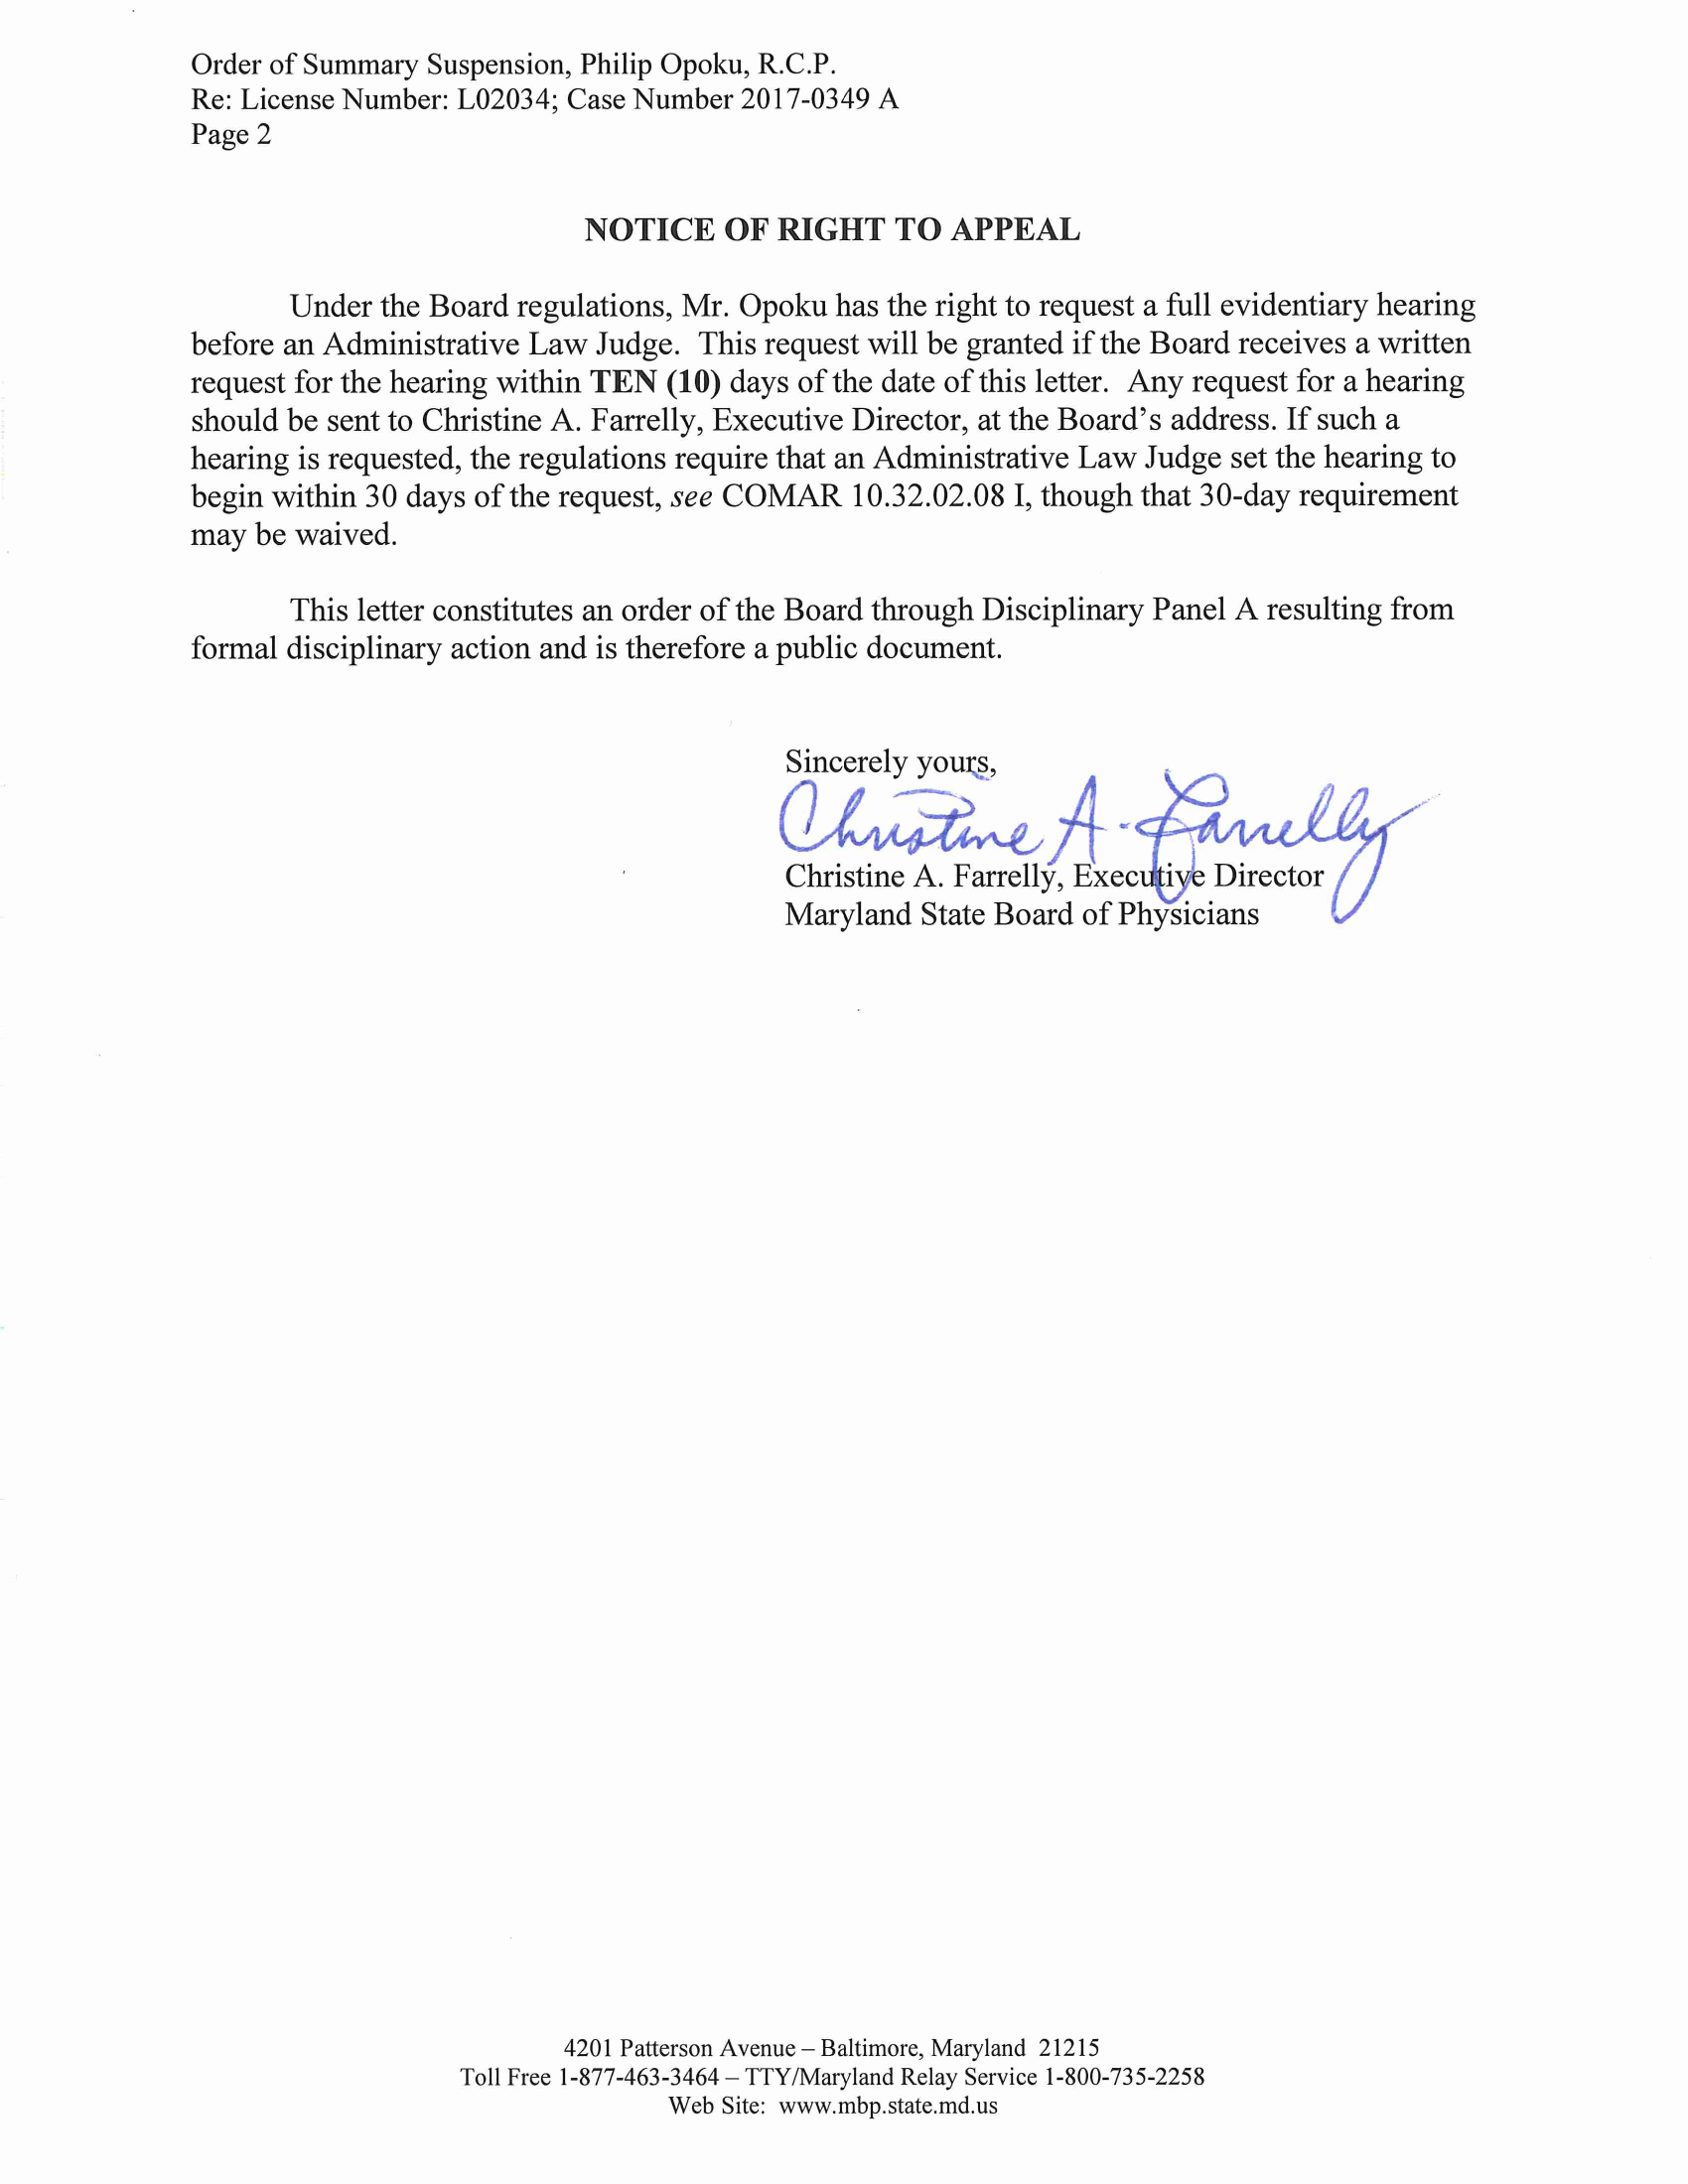 Order of Summary Suspension, Philip Opoku, R.C.P.
Re: License Number: L02034; Case Number 2017-0349 A
Page 2
NOTICE OF RIGHT TO APPEAL
Under the Board regulations, Mr. Opoku has the right to request a full evidentiary hearing
before an Administrative Law Judge.  This request will be granted if the Board receives a written
request for the hearing within TEN (10) days of the date of this letter.  Any request for a hearing
should be sent to Christine A. Farrelly, Executive Director, at the Board’s address. If such a
hearing is requested, the regulations require that an Administrative Law Judge set the hearing to
begin within 30 days of the request, see COMAR 10.32.02.08 I, though that 30-day requirement
may be waived.
This letter constitutes an order of the Board through Disciplinary Panel A resulting from
formal disciplinary action and is therefore a public document.
Sincerely yours,
Christine A. Farrelly
Christine A. Farrelly, Executive Director
Maryland State Board of Physicians
4201 Patterson Avenue – Baltimore, Maryland  21215
Toll Free 1-877-463-3464 – TTY/Maryland Relay Service 1-800-735-2258
Web Site:  www.mbp.state.md.us